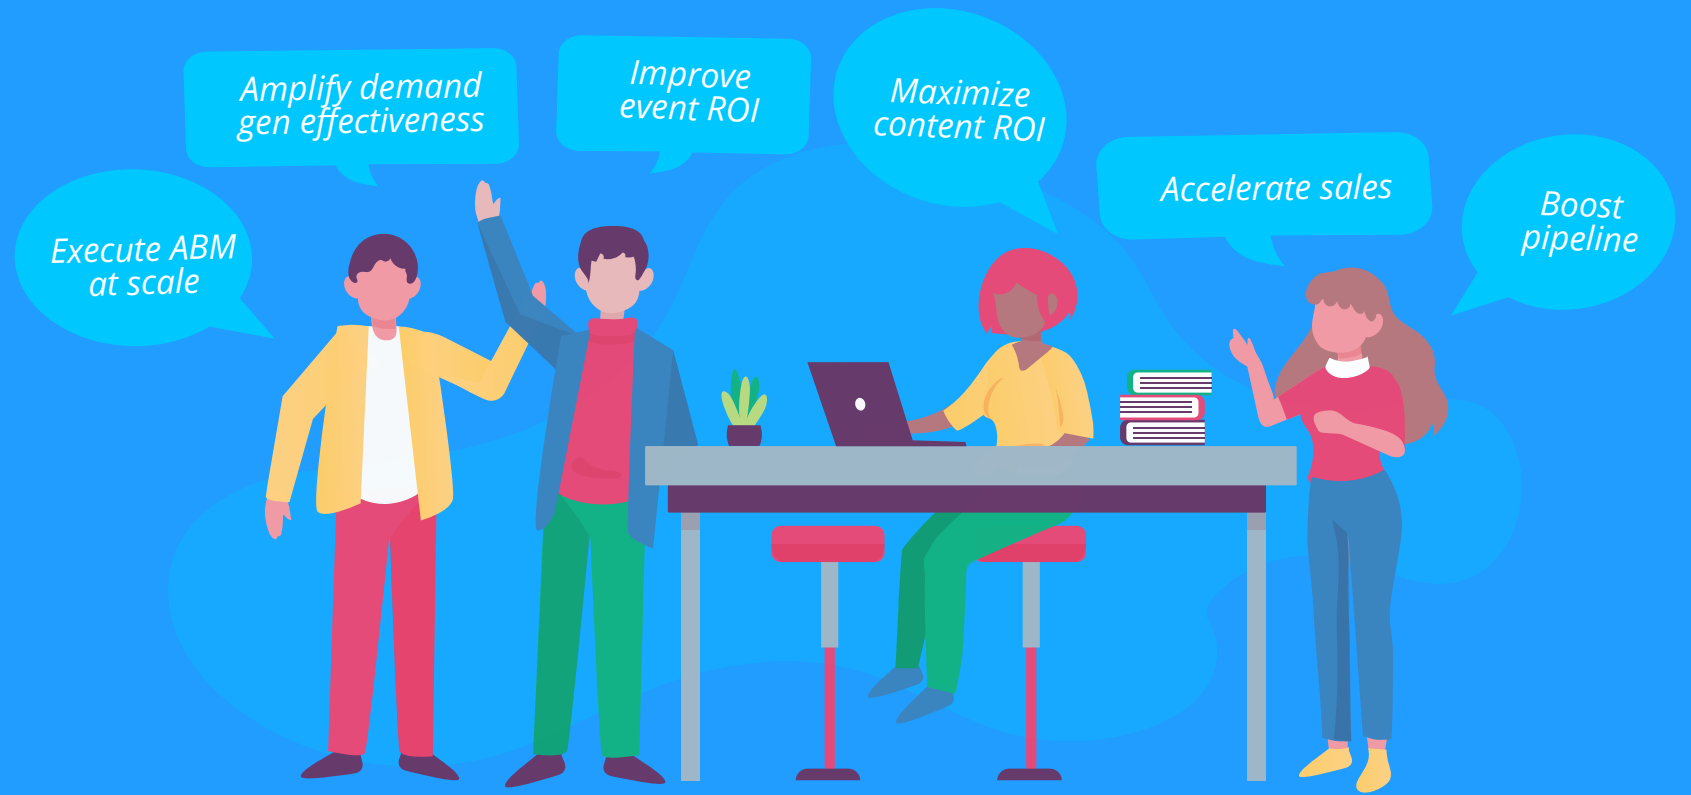 Execute ABM
at scale
Amplify demand
gen effectiveness
Improve
event ROI
Maximize
content ROI
Accelerate sales
Boost
pipeline